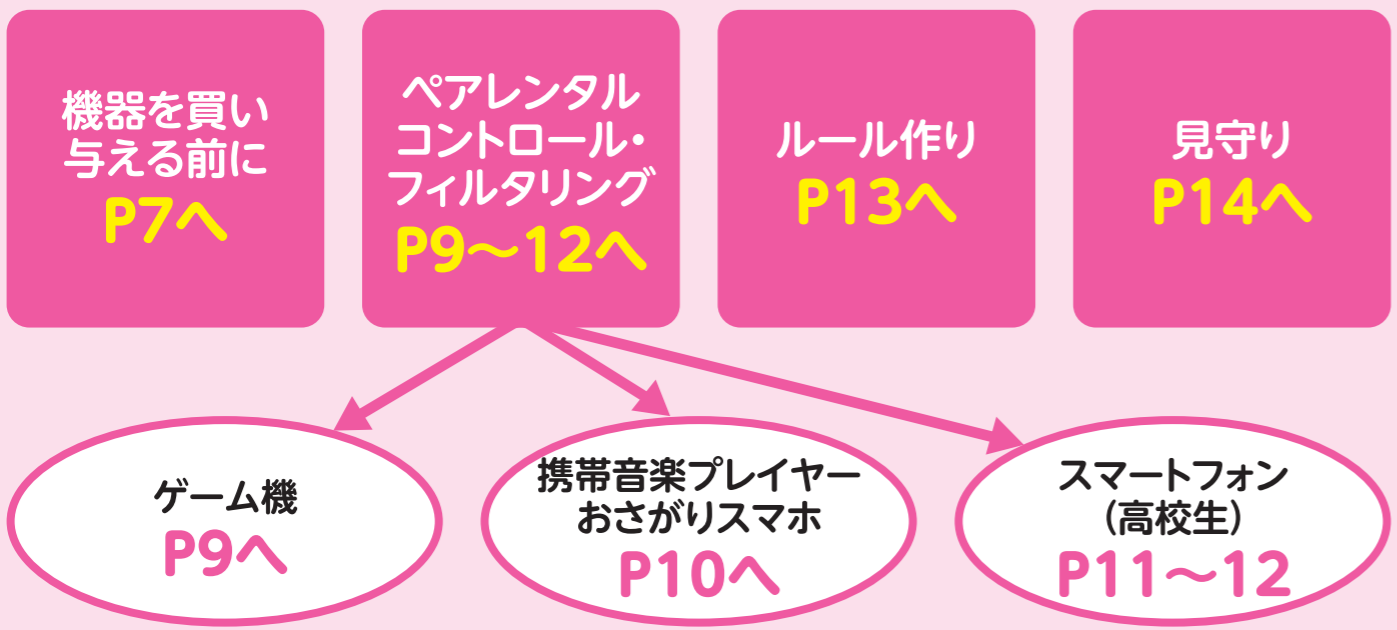 機器を買い
与える前に
P7へ
ペアレンタル
コントロール・
フィルタリング
P9～12へ
ルール作り
P13へ
見守り
P14へ
ゲーム機
P9へ
携帯音楽プレイヤー
おさがりスマホ
P10へ
スマートフォン
(高校生)
P11～12